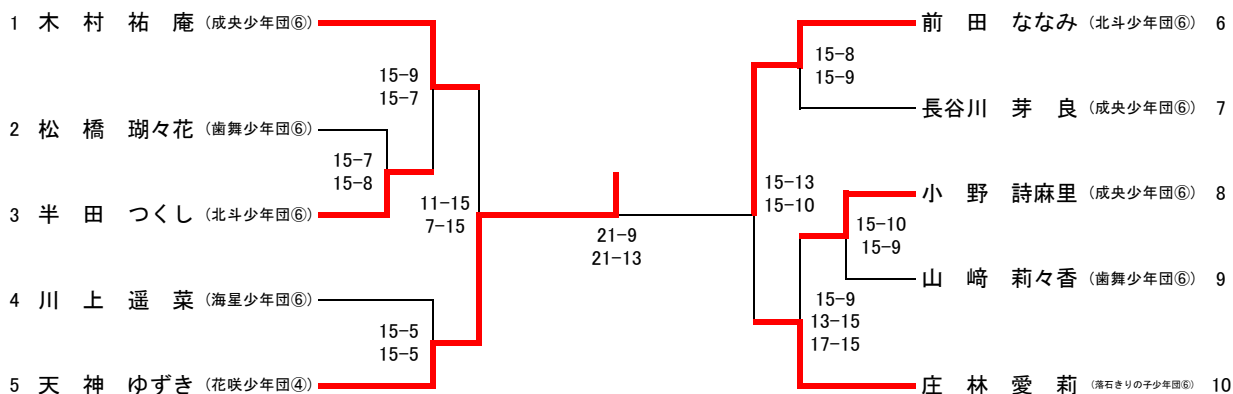 1 木 村 祐 庵 (成央少年団⑥)
15-9
15-7
2 松 橋 瑚々花 (歯舞少年団⑥)
15-7
15-8
3 半 田 つくし (北斗少年団⑥)
11-15
7-15
4 川 上 遥 菜 (海星少年団⑥)
15-5
15-5
5 天 神 ゆずき (花咲少年団④)
21-9
21-13
前 田 ななみ (北斗少年団⑥) 6
15-8
15-9
長谷川 芽 良 (成央少年団⑥) 7
15-13
15-10
小 野 詩麻里 (成央少年団⑥) 8
15-10
15-9
山 﨑 莉々香 (歯舞少年団⑥) 9
15-9
13-15
17-15
庄 林 愛 莉 (落石きりの子少年団⑥) 10